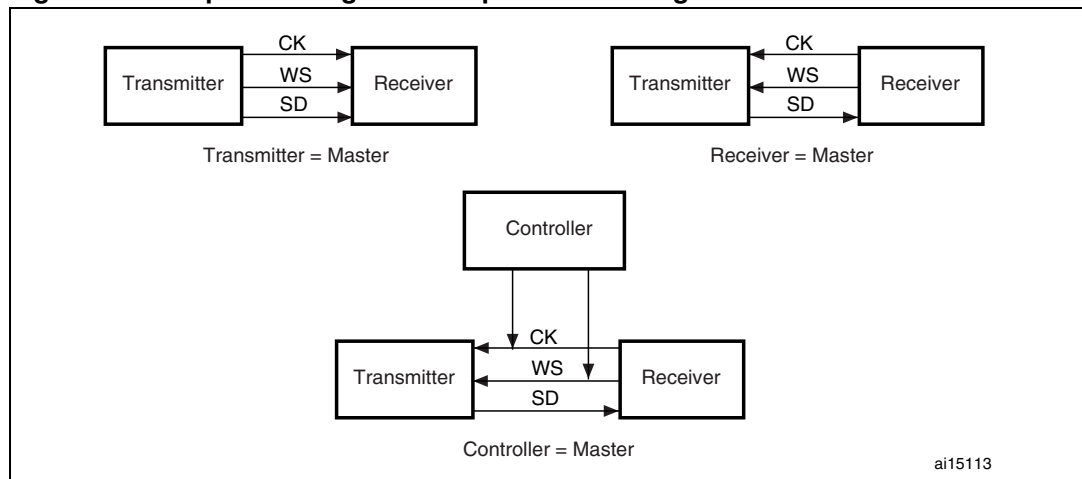 CK
Transmitter WS Receiver
SD
Transmitter = Master
CK
Transmitter WS Receiver
SD
Receiver = Master
Controller
CK
Transmitter WS Receiver
SD
Controller = Master
ai15113